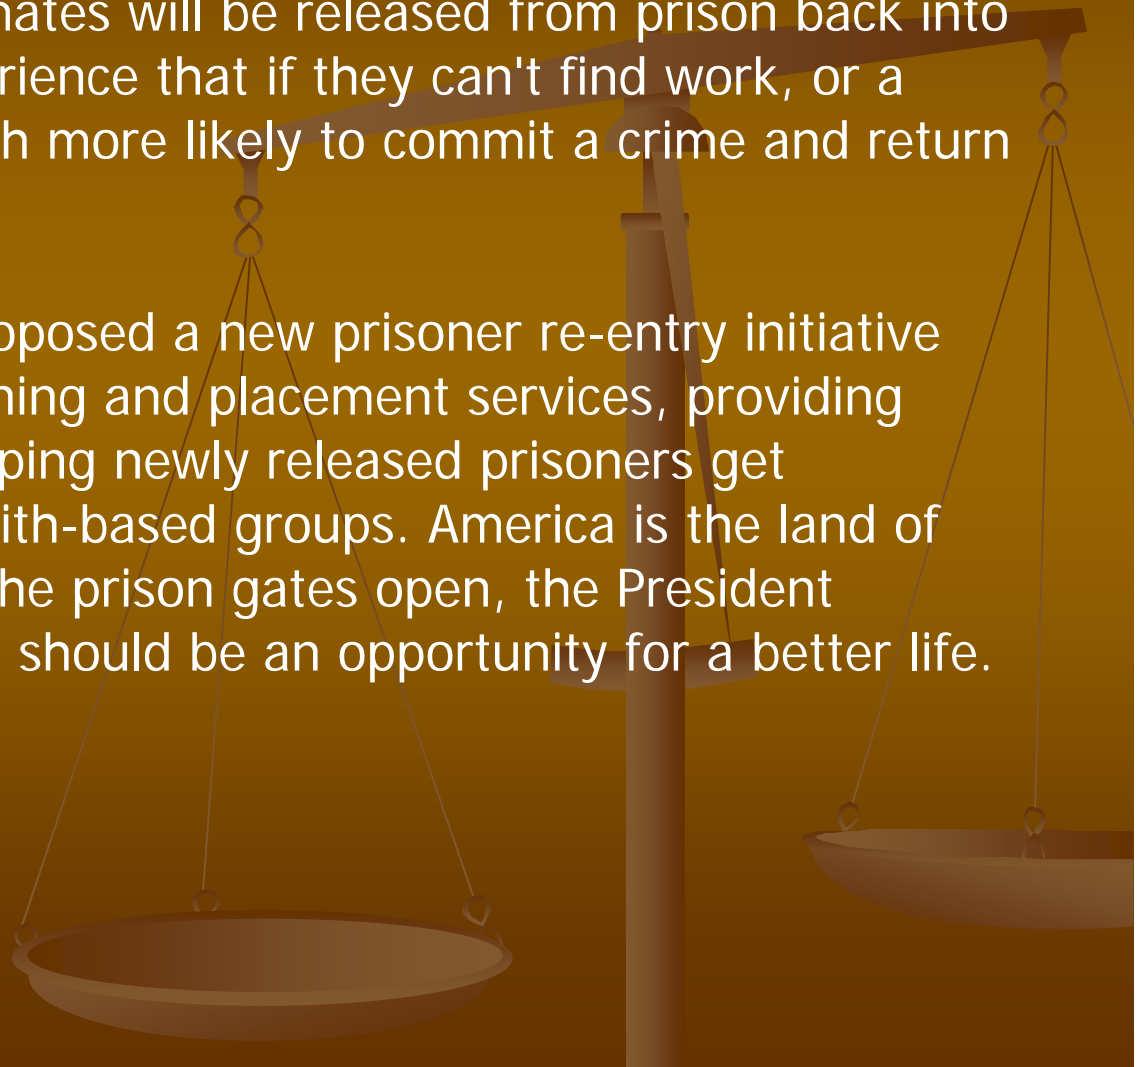 nates will be released from prison back into
rience that if they can't find work, or a
h more likely to commit a crime and return
posed a new prisoner re-entry initiative
ning and placement services, providing
ping newly released prisoners get
ith-based groups. America is the land of
he prison gates open, the President
should be an opportunity for a better life.